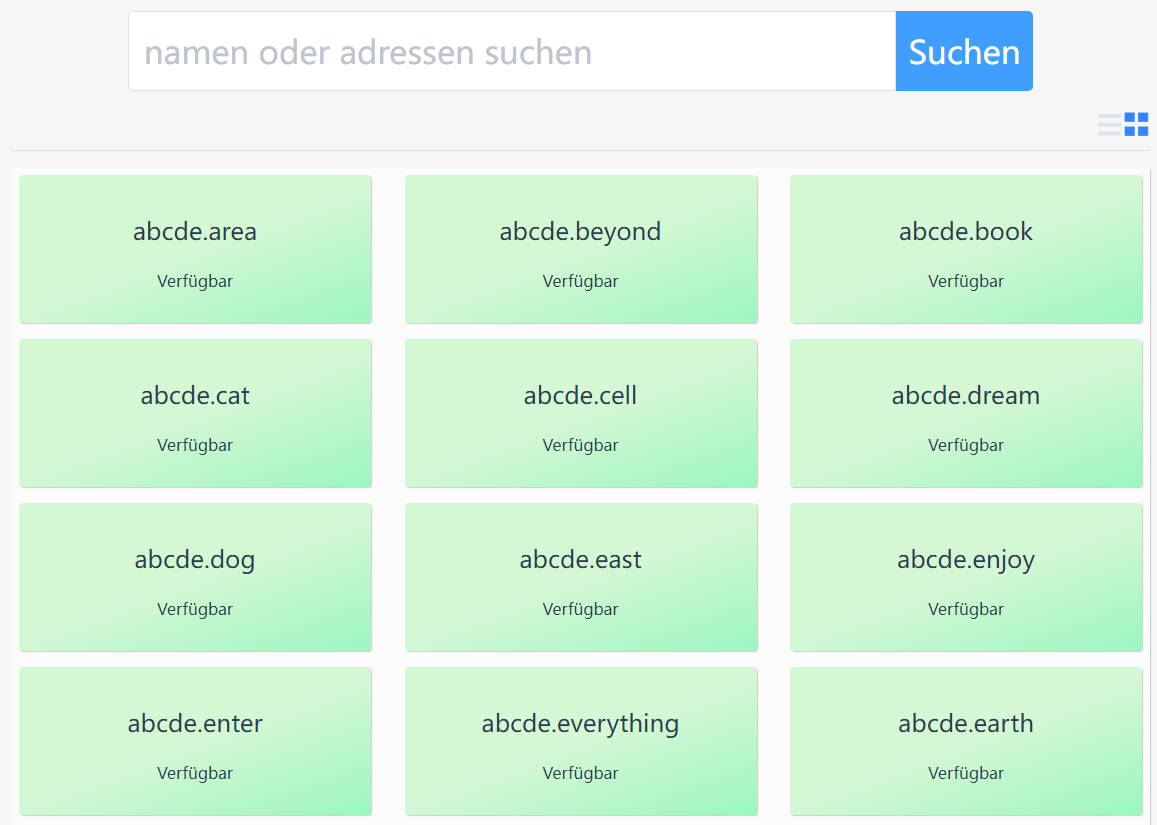 namen oder adressen suchen
Suchen
abcde.area
Verfügbar
abcde.beyond
Verfügbar
abcde.book
Verfügbar
abcde.cat
Verfügbar
abcde.cell
Verfügbar
abcde.dream
Verfügbar
abcde.dog
Verfügbar
abcde.east
Verfügbar
abcde.enjoy
Verfügbar
abcde.enter
Verfügbar
abcde.everything
Verfügbar
abcde.earth
Verfügbar